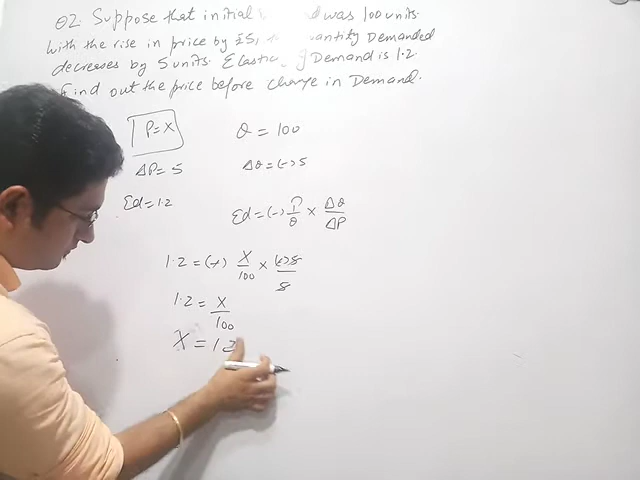 Q2. Suppose that initial was 100 units.
With the rise in price by ₹5, quantity Demanded
decreases by 5 units. Elastic Demand is 1.2.
Find out the price before change in Demand.
P = X Q = 100
ΔP = 5 ΔQ = (-) 5
Ed = 1.2 Ed = (-) P/Q × ΔQ/ΔP
1.2 = (-) X/100 × (-)5/5
1.2 = X/100
X = 12